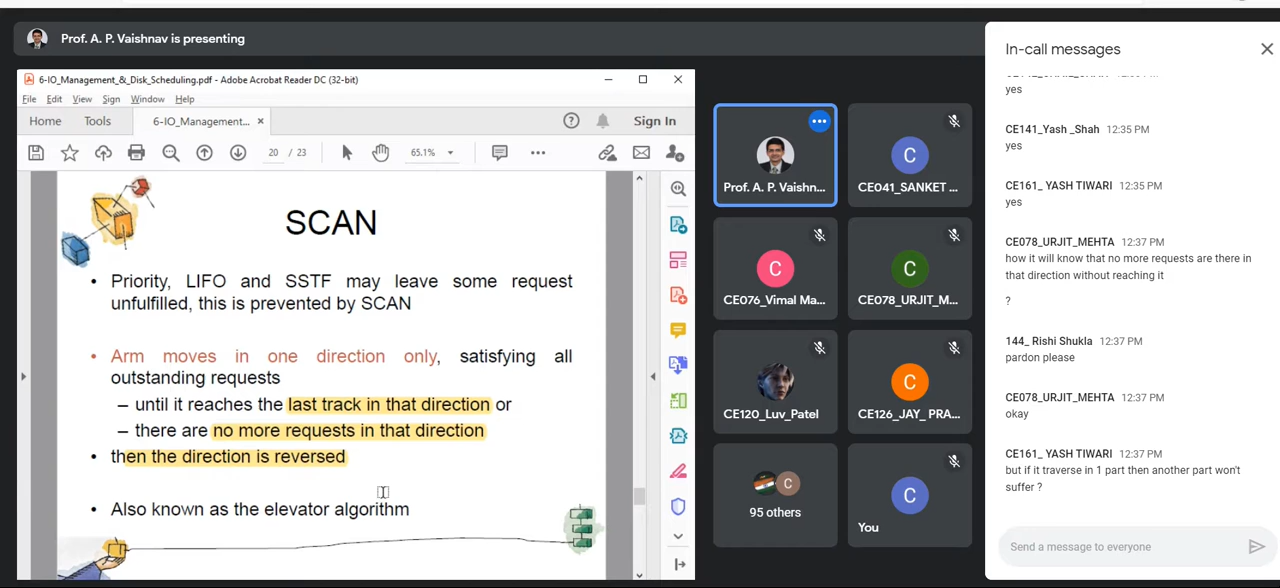 Prof. A. P. Vaishnav is presenting
6-IO_Management_&_Disk_Scheduling.pdf - Adobe Acrobat Reader DC (32-bit)
File Edit View Sign Window Help
Home Tools 6-IO_Management... × Sign In
20 / 23 65.1%
SCAN
• Priority, LIFO and SSTF may leave some request
unfulfilled, this is prevented by SCAN
• Arm moves in one direction only, satisfying all
outstanding requests
– until it reaches the last track in that direction or
– there are no more requests in that direction
• then the direction is reversed
• Also known as the elevator algorithm
Prof. A. P. Vaishn...
C
CE041_SANKET ...
C
CE076_Vimal Ma...
C
CE078_URJIT_M...
CE120_Luv_Patel
C
CE126_JAY_PRA...
C
95 others
C
You
In-call messages
yes
CE141_Yash _Shah 12:35 PM
yes
CE161_ YASH TIWARI 12:35 PM
yes
CE078_URJIT_MEHTA 12:37 PM
how it will know that no more requests are there in
that direction without reaching it
?
144_ Rishi Shukla 12:37 PM
pardon please
CE078_URJIT_MEHTA 12:37 PM
okay
CE161_ YASH TIWARI 12:37 PM
but if it traverse in 1 part then another part won't
suffer ?
Send a message to everyone